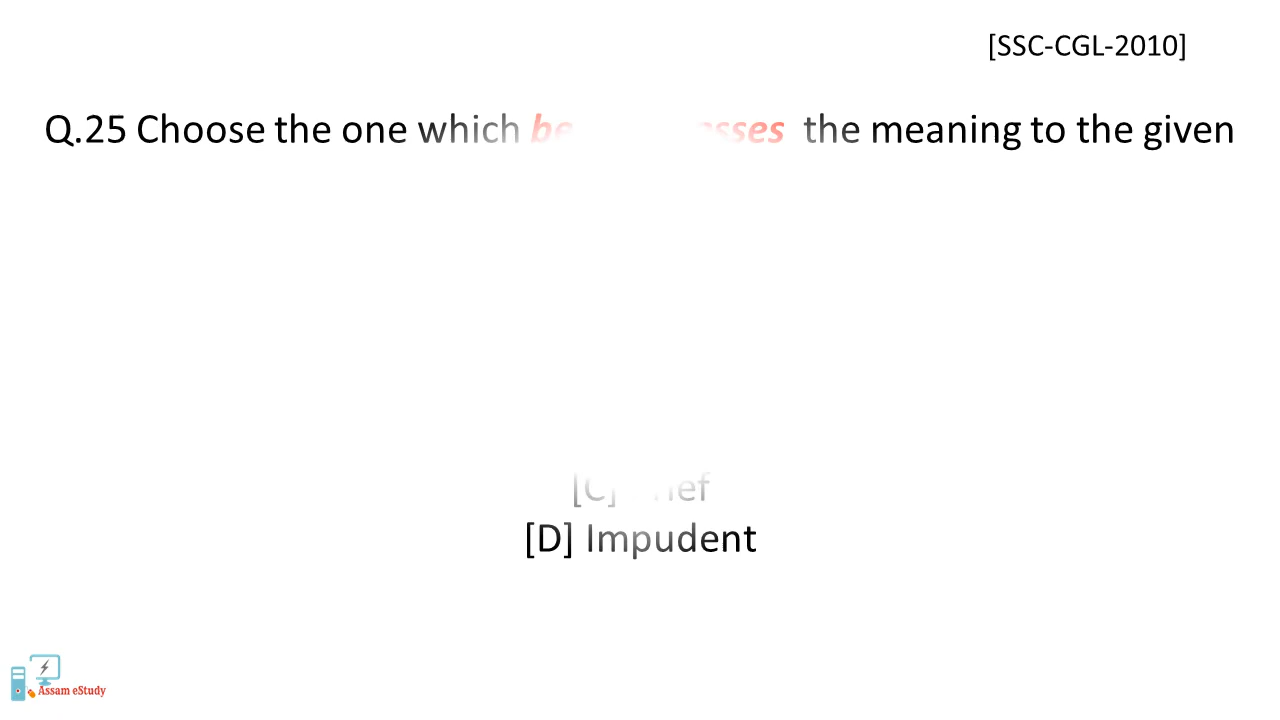 [SSC-CGL-2010]
Q.25 Choose the one which the meaning to the given
[C]
[D] Impudent
Assam eStudy